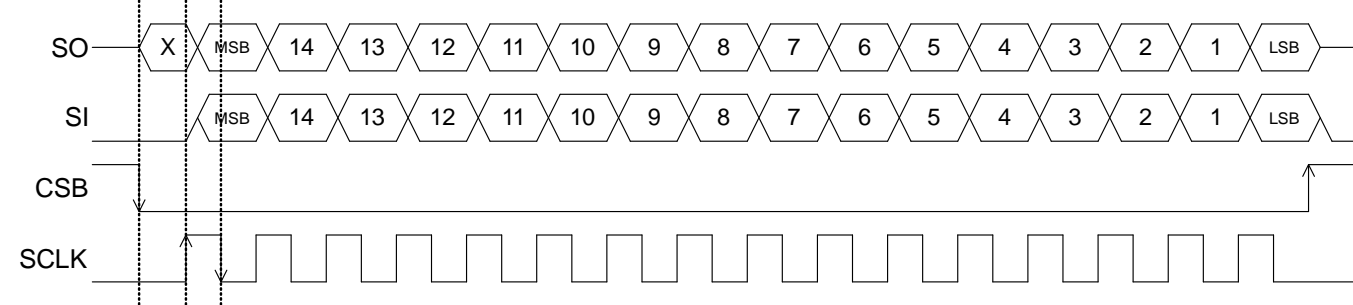 SO X MSB 14 13 12 11 10 9 8 7 6 5 4 3 2 1 LSB
SI MSB 14 13 12 11 10 9 8 7 6 5 4 3 2 1 LSB
CSB
SCLK